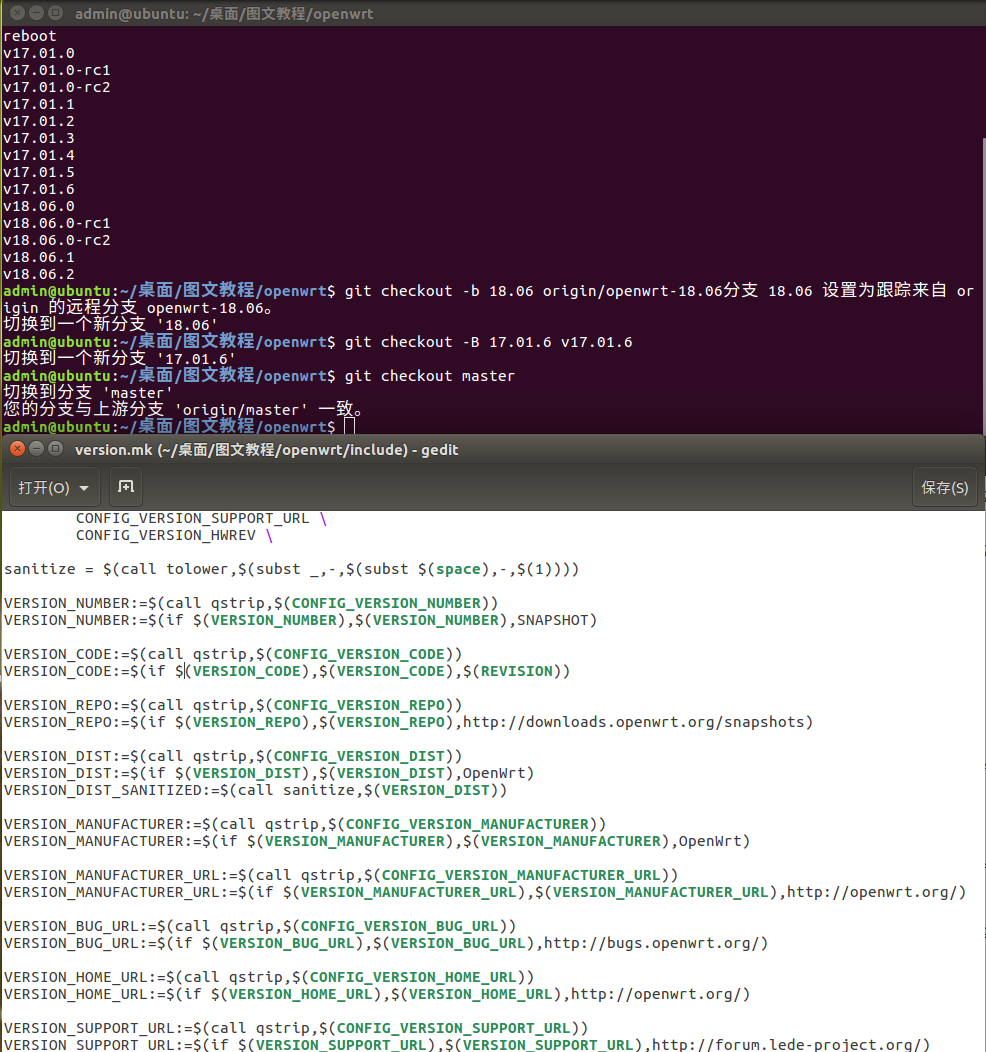 admin@ubuntu: ~/桌面/图文教程/openwrt
reboot
v17.01.0
v17.01.0-rc1
v17.01.0-rc2
v17.01.1
v17.01.2
v17.01.3
v17.01.4
v17.01.5
v17.01.6
v18.06.0
v18.06.0-rc1
v18.06.0-rc2
v18.06.1
v18.06.2
admin@ubuntu:~/桌面/图文教程/openwrt$ git checkout -b 18.06 origin/openwrt-18.06分支 18.06 设置为跟踪来自 or
igin 的远程分支 openwrt-18.06。
切换到一个新分支 '18.06'
admin@ubuntu:~/桌面/图文教程/openwrt$ git checkout -B 17.01.6 v17.01.6
切换到一个新分支 '17.01.6'
admin@ubuntu:~/桌面/图文教程/openwrt$ git checkout master
切换到分支 'master'
您的分支与上游分支 'origin/master' 一致。
admin@ubuntu:~/桌面/图文教程/openwrt$
version.mk (~/桌面/图文教程/openwrt/include) - gedit
打开(O)
保存(S)
CONFIG_VERSION_SUPPORT_URL \
CONFIG_VERSION_HWREV \
sanitize = $(call tolower,$(subst _,-,$(subst $(space),-,$(1))))
VERSION_NUMBER:=$(call qstrip,$(CONFIG_VERSION_NUMBER))
VERSION_NUMBER:=$(if $(VERSION_NUMBER),$(VERSION_NUMBER),SNAPSHOT)
VERSION_CODE:=$(call qstrip,$(CONFIG_VERSION_CODE))
VERSION_CODE:=$(if $(VERSION_CODE),$(VERSION_CODE),$(REVISION))
VERSION_REPO:=$(call qstrip,$(CONFIG_VERSION_REPO))
VERSION_REPO:=$(if $(VERSION_REPO),$(VERSION_REPO),http://downloads.openwrt.org/snapshots)
VERSION_DIST:=$(call qstrip,$(CONFIG_VERSION_DIST))
VERSION_DIST:=$(if $(VERSION_DIST),$(VERSION_DIST),OpenWrt)
VERSION_DIST_SANITIZED:=$(call sanitize,$(VERSION_DIST))
VERSION_MANUFACTURER:=$(call qstrip,$(CONFIG_VERSION_MANUFACTURER))
VERSION_MANUFACTURER:=$(if $(VERSION_MANUFACTURER),$(VERSION_MANUFACTURER),OpenWrt)
VERSION_MANUFACTURER_URL:=$(call qstrip,$(CONFIG_VERSION_MANUFACTURER_URL))
VERSION_MANUFACTURER_URL:=$(if $(VERSION_MANUFACTURER_URL),$(VERSION_MANUFACTURER_URL),http://openwrt.org/)
VERSION_BUG_URL:=$(call qstrip,$(CONFIG_VERSION_BUG_URL))
VERSION_BUG_URL:=$(if $(VERSION_BUG_URL),$(VERSION_BUG_URL),http://bugs.openwrt.org/)
VERSION_HOME_URL:=$(call qstrip,$(CONFIG_VERSION_HOME_URL))
VERSION_HOME_URL:=$(if $(VERSION_HOME_URL),$(VERSION_HOME_URL),http://openwrt.org/)
VERSION_SUPPORT_URL:=$(call qstrip,$(CONFIG_VERSION_SUPPORT_URL))
VERSION_SUPPORT_URL:=$(if $(VERSION_SUPPORT_URL),$(VERSION_SUPPORT_URL),http://forum.lede-project.org/)